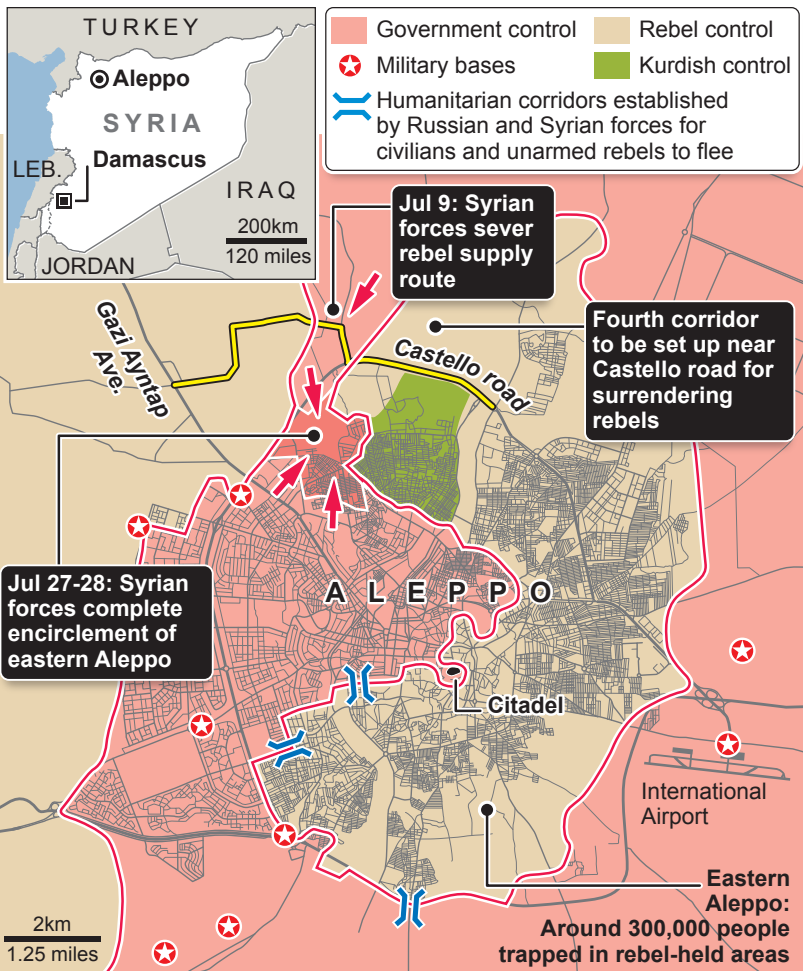 TURKEY
Aleppo
SYRIA
LEB.
Damascus
IRAQ
200km
120 miles
JORDAN
Government control
Rebel control
Military bases
Kurdish control
Humanitarian corridors established
by Russian and Syrian forces for
civilians and unarmed rebels to flee
Jul 9: Syrian
forces sever
rebel supply
route
Gazi Ayntap
Ave.
Castello road
Fourth corridor
to be set up near
Castello road for
surrendering
rebels
Jul 27-28: Syrian
forces complete
encirclement of
eastern Aleppo
ALEPPO
Citadel
International
Airport
Eastern
Aleppo:
Around 300,000 people
trapped in rebel-held areas
2km
1.25 miles